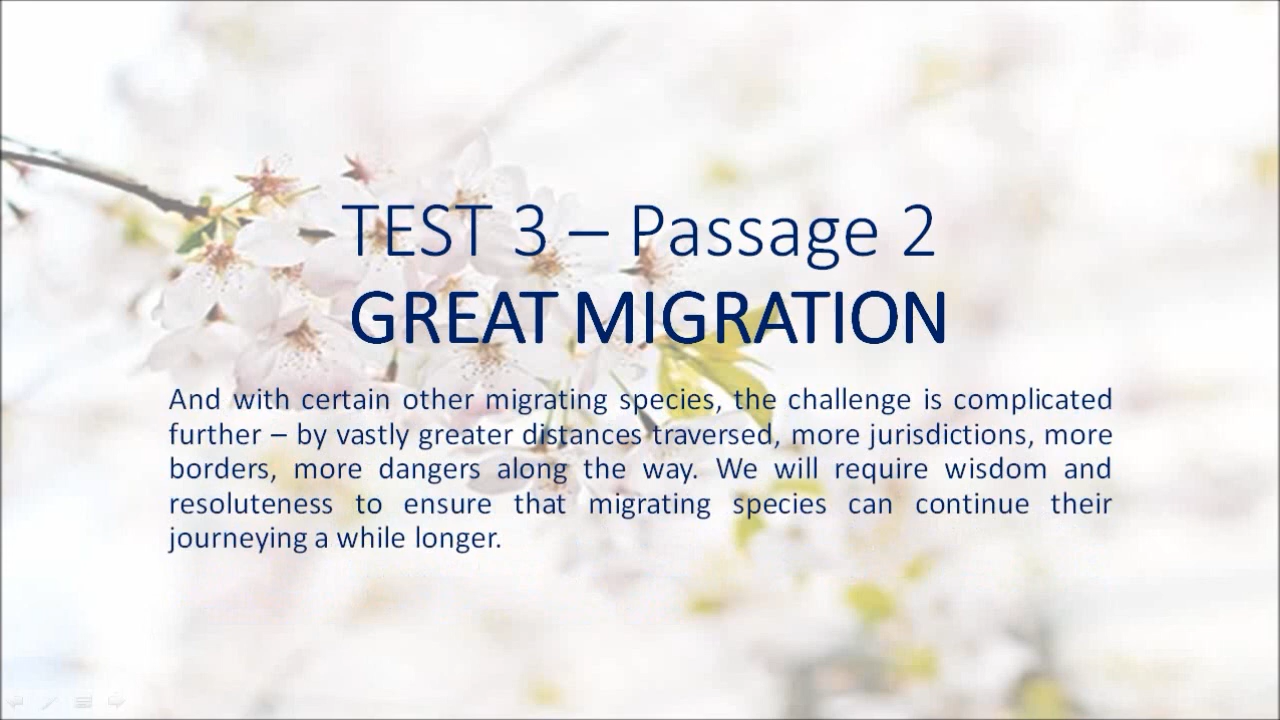 TEST 3 – Passage 2
GREAT MIGRATION
And with certain other migrating species, the challenge is complicated
further – by vastly greater distances traversed, more jurisdictions, more
borders, more dangers along the way. We will require wisdom and
resoluteness to ensure that migrating species can continue their
journeying a while longer.